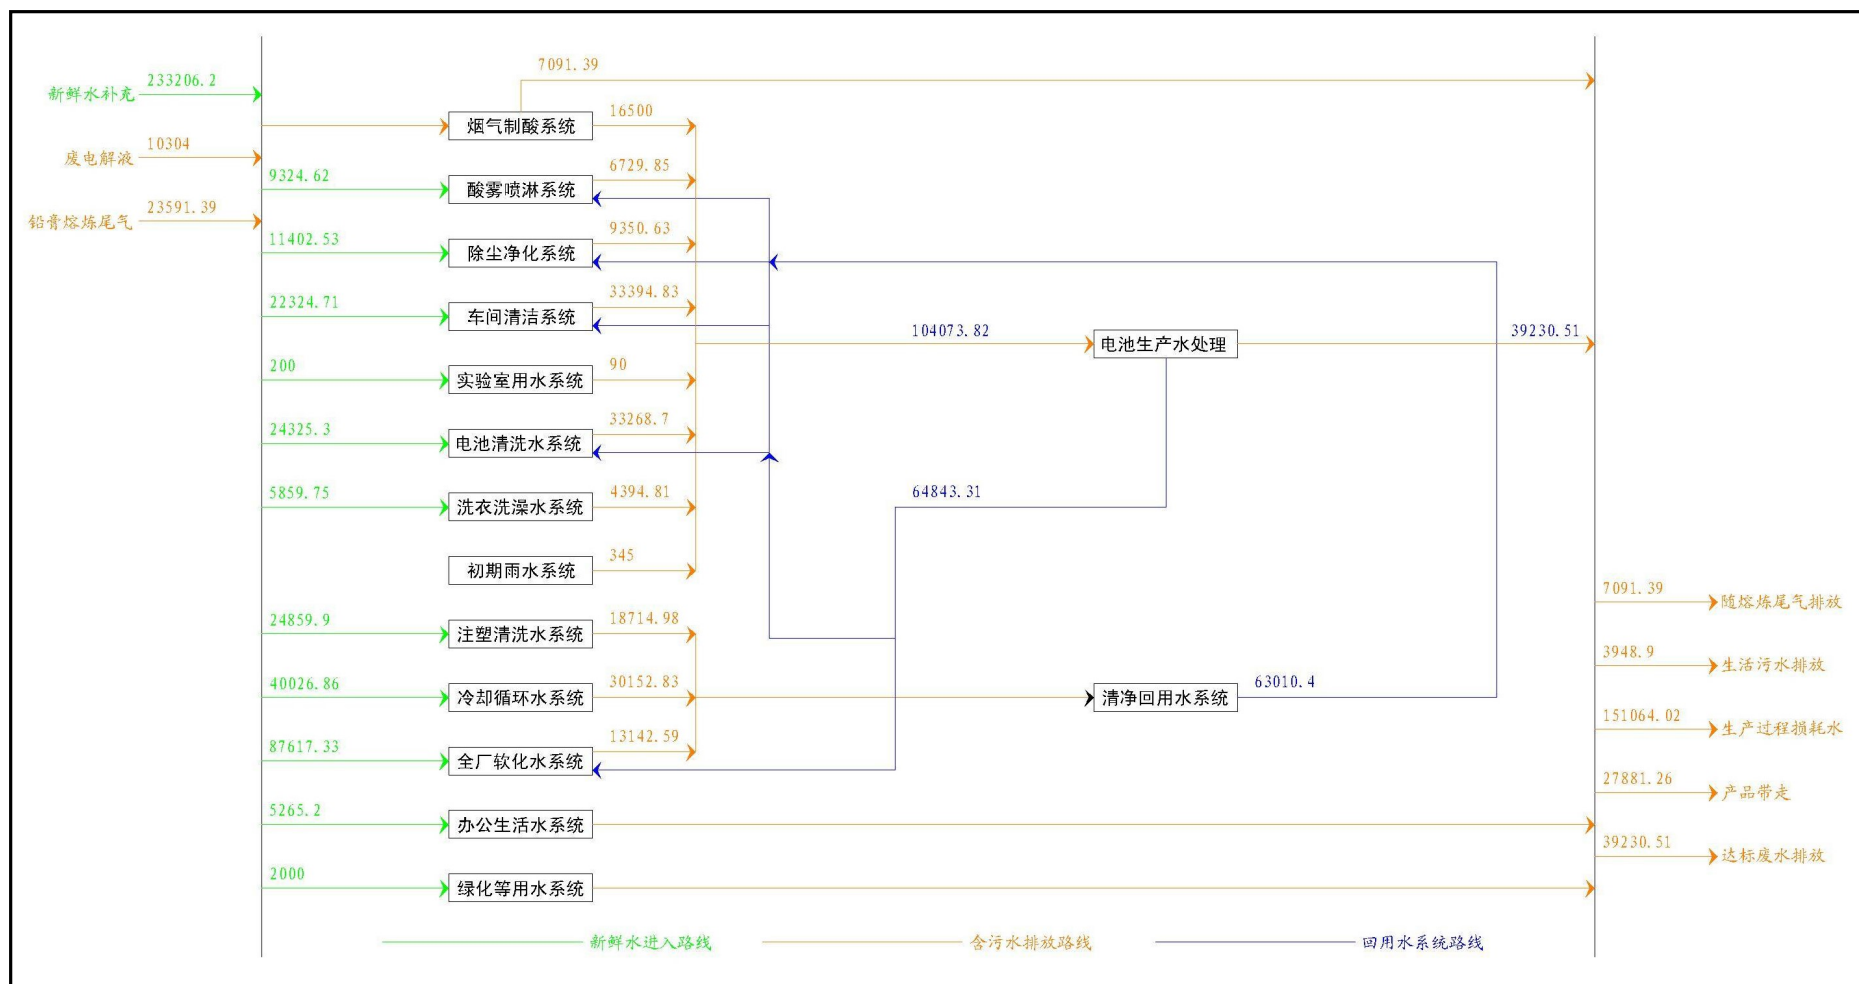 7091.39
233206.2
新鲜水补充
烟气制酸系统
16500
10304
废电解液
9324.62
酸雾喷淋系统
6729.85
23591.39
铅膏熔炼尾气
11402.53
除尘净化系统
9350.63
22324.71
车间清洁系统
33394.83
104073.82
电池生产水处理
39230.51
200
实验室用水系统
90
24325.3
电池清洗水系统
33268.7
5859.75
洗衣洗澡水系统
4394.81
64843.31
初期雨水系统
345
7091.39
随熔炼尾气排放
24859.9
注塑清洗水系统
18714.98
3948.9
生活污水排放
40026.86
冷却循环水系统
30152.83
清净回用水系统
63010.4
151064.02
生产过程损耗水
87617.33
全厂软化水系统
13142.59
27881.26
产品带走
5265.2
办公生活水系统
39230.51
达标废水排放
2000
绿化等用水系统
新鲜水进入路线
含污水排放路线
回用水系统路线